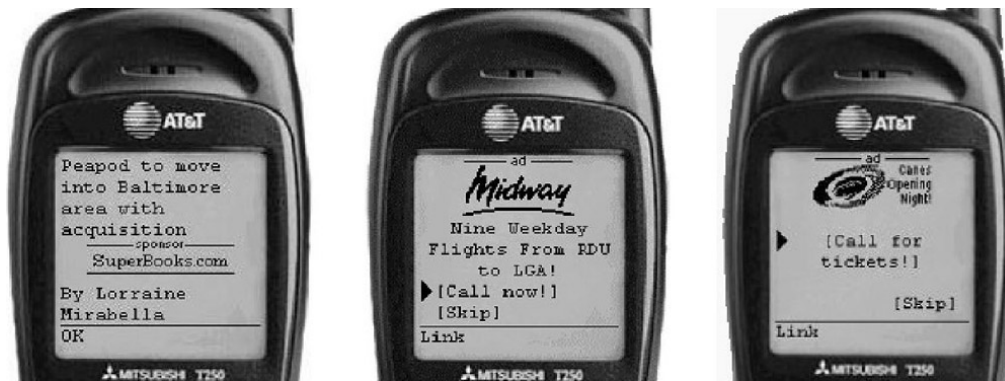 AT&T
Peapod to move
into Baltimore
area with
acquisition
sponsor
SuperBooks.com
By Lorraine
Mirabella
OK
MITSUBISHI T250
AT&T
ad
Midway
Nine Weekday
Flights From RDU
to LGA!
[Call now!]
[Skip]
Link
MITSUBISHI T250
AT&T
ad
Canes
Opening
Night!
[Call for
tickets!]
[Skip]
Link
MITSUBISHI T250